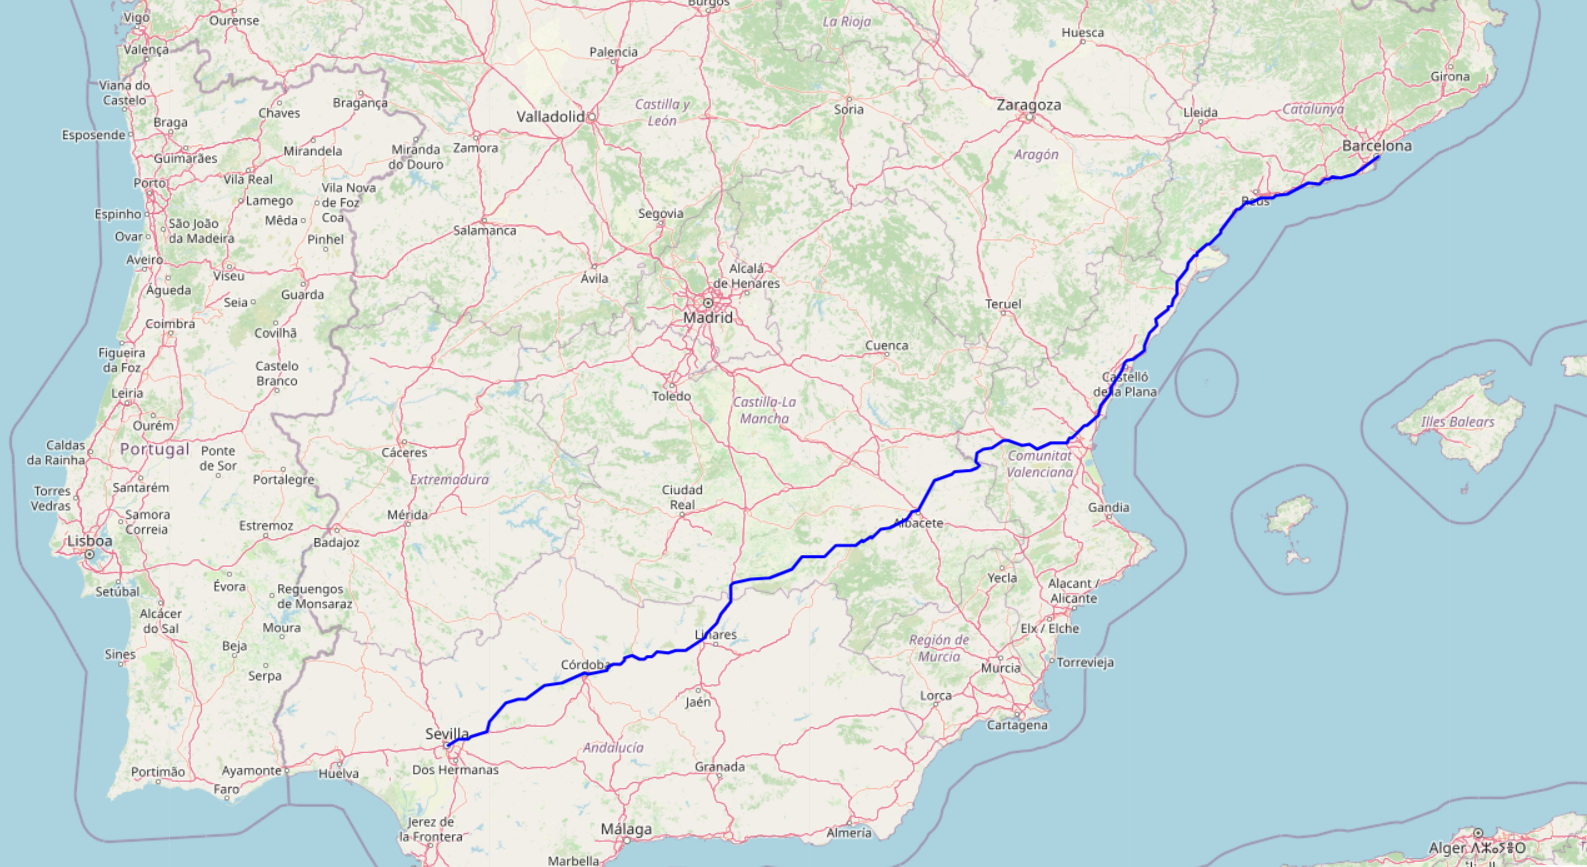 Vigo
Ourense
Burgos
La Rioja
Huesca
Valença
Palencia
Girona
Viana do
Castelo
Chaves
Bragança
Valladolid
Castilla y
León
Soria
Zaragoza
Lleida
Catalunya
Braga
Esposende
Guimarães
Mirandela
Miranda
do Douro
Zamora
Aragón
Barcelona
Porto
Vila Real
Vila Nova
de Foz
Coa
Lamego
Reus
Espinho
São João
da Madeira
Mêda
Segovia
Salamanca
Ovar
Pinhel
Aveiro
Viseu
Ávila
Alcalá
de Henares
Águeda
Seia
Guarda
Madrid
Teruel
Coimbra
Covilhã
Figueira
da Foz
Cuenca
Castelo
Branco
Castelló
de la Plana
Leiria
Toledo
Castilla-La
Mancha
Ourém
Illes Balears
Caldas
da Rainha
Portugal
Ponte
de Sor
Cáceres
Comunitat
Valenciana
Santarém
Portalegre
Extremadura
Torres
Vedras
Ciudad
Real
Gandia
Samora
Correia
Estremoz
Mérida
Albacete
Lisboa
Badajoz
Setúbal
Évora
Reguengos
de Monsaraz
Yecla
Alacant /
Alicante
Alcácer
do Sal
Moura
Linares
Elx / Elche
Beja
Región de
Murcia
Sines
Serpa
Córdoba
Murcia
Torrevieja
Jaén
Lorca
Cartagena
Sevilla
Andalucía
Portimão
Ayamonte
Huelva
Dos Hermanas
Granada
Faro
Jerez de
la Frontera
Málaga
Almería
Marbella
Alger ⴷⵣⴰⵢⴻⵔ